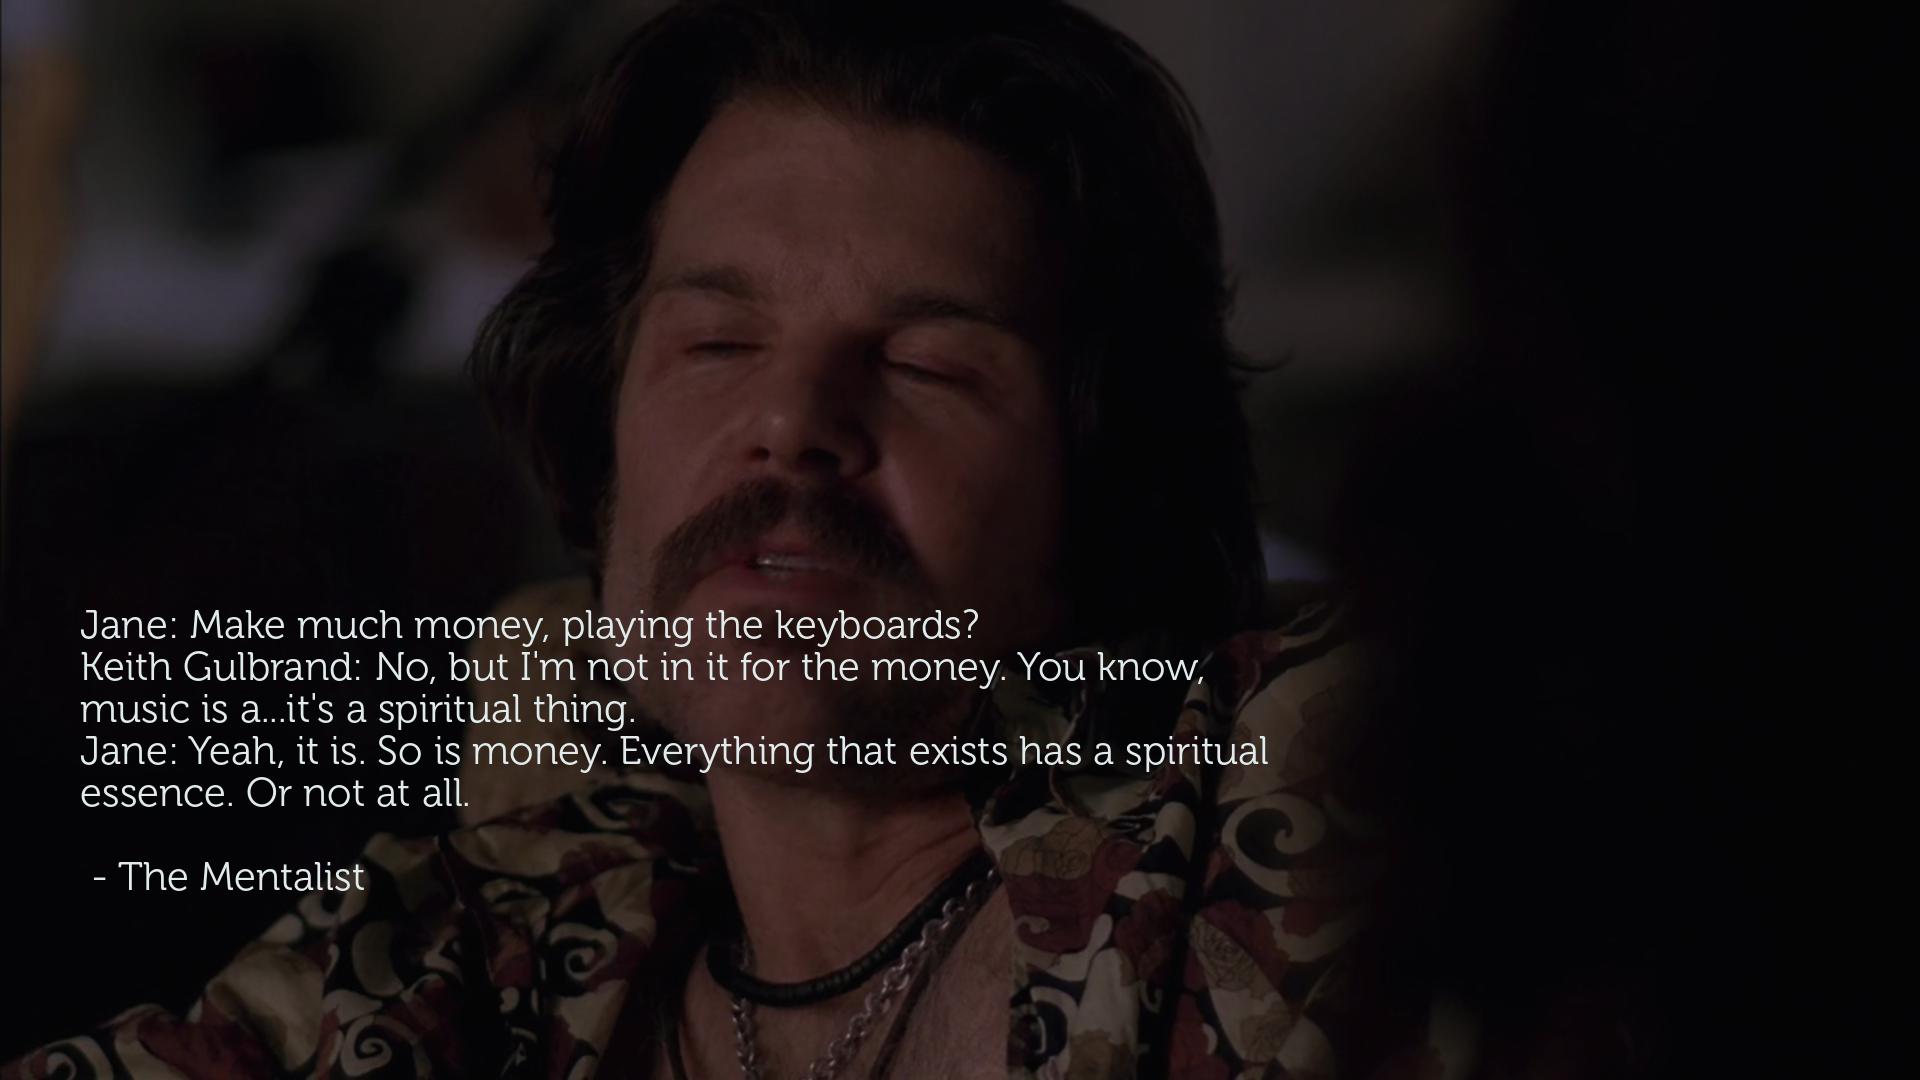 Jane: Make much money, playing the keyboards?
Keith Gulbrand: No, but I'm not in it for the money. You know,
music is a...it's a spiritual thing.
Jane: Yeah, it is. So is money. Everything that exists has a spiritual
essence. Or not at all.
- The Mentalist